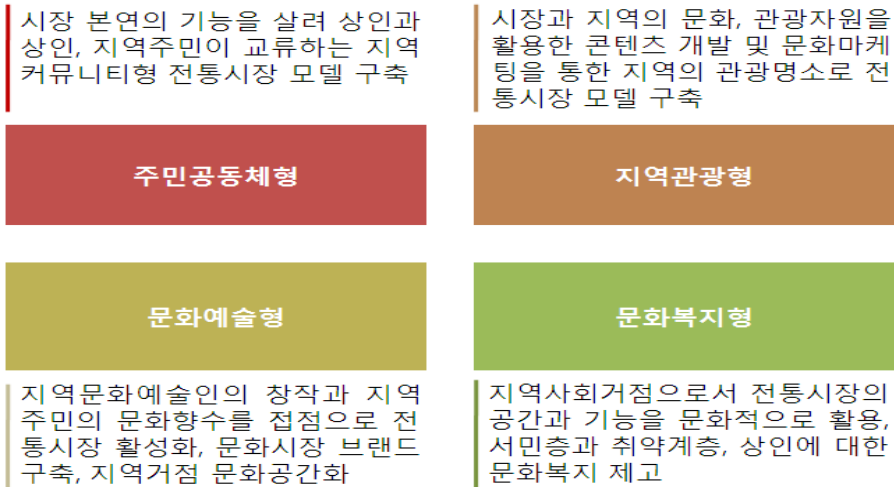 시장 본연의 기능을 살려 상인과
상인, 지역주민이 교류하는 지역
커뮤니티형 전통시장 모델 구축
시장과 지역의 문화, 관광자원을
활용한 콘텐츠 개발 및 문화마케
팅을 통한 지역의 관광명소로 전
통시장 모델 구축
주민공동체형
지역관광형
문화예술형
문화복지형
지역문화예술인의 창작과 지역
주민의 문화향수를 접점으로 전
통시장 활성화, 문화시장 브랜드
구축, 지역거점 문화공간화
지역사회거점으로서 전통시장의
공간과 기능을 문화적으로 활용,
서민층과 취약계층, 상인에 대한
문화복지 제고